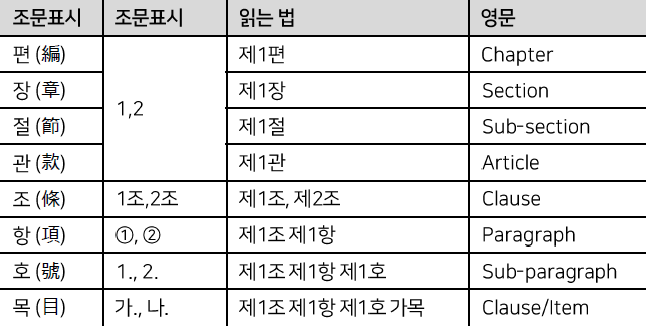 조문표시 조문표시 읽는 법 영문
편 (編) 1,2 제1편 Chapter
장 (章) 제1장 Section
절 (節) 제1절 Sub-section
관 (款) 제1관 Article
조 (條) 1조,2조 제1조, 제2조 Clause
항 (項) ①, ② 제1조 제1항 Paragraph
호 (號) 1., 2. 제1조 제1항 제1호 Sub-paragraph
목 (目) 가., 나. 제1조 제1항 제1호 가목 Clause/Item